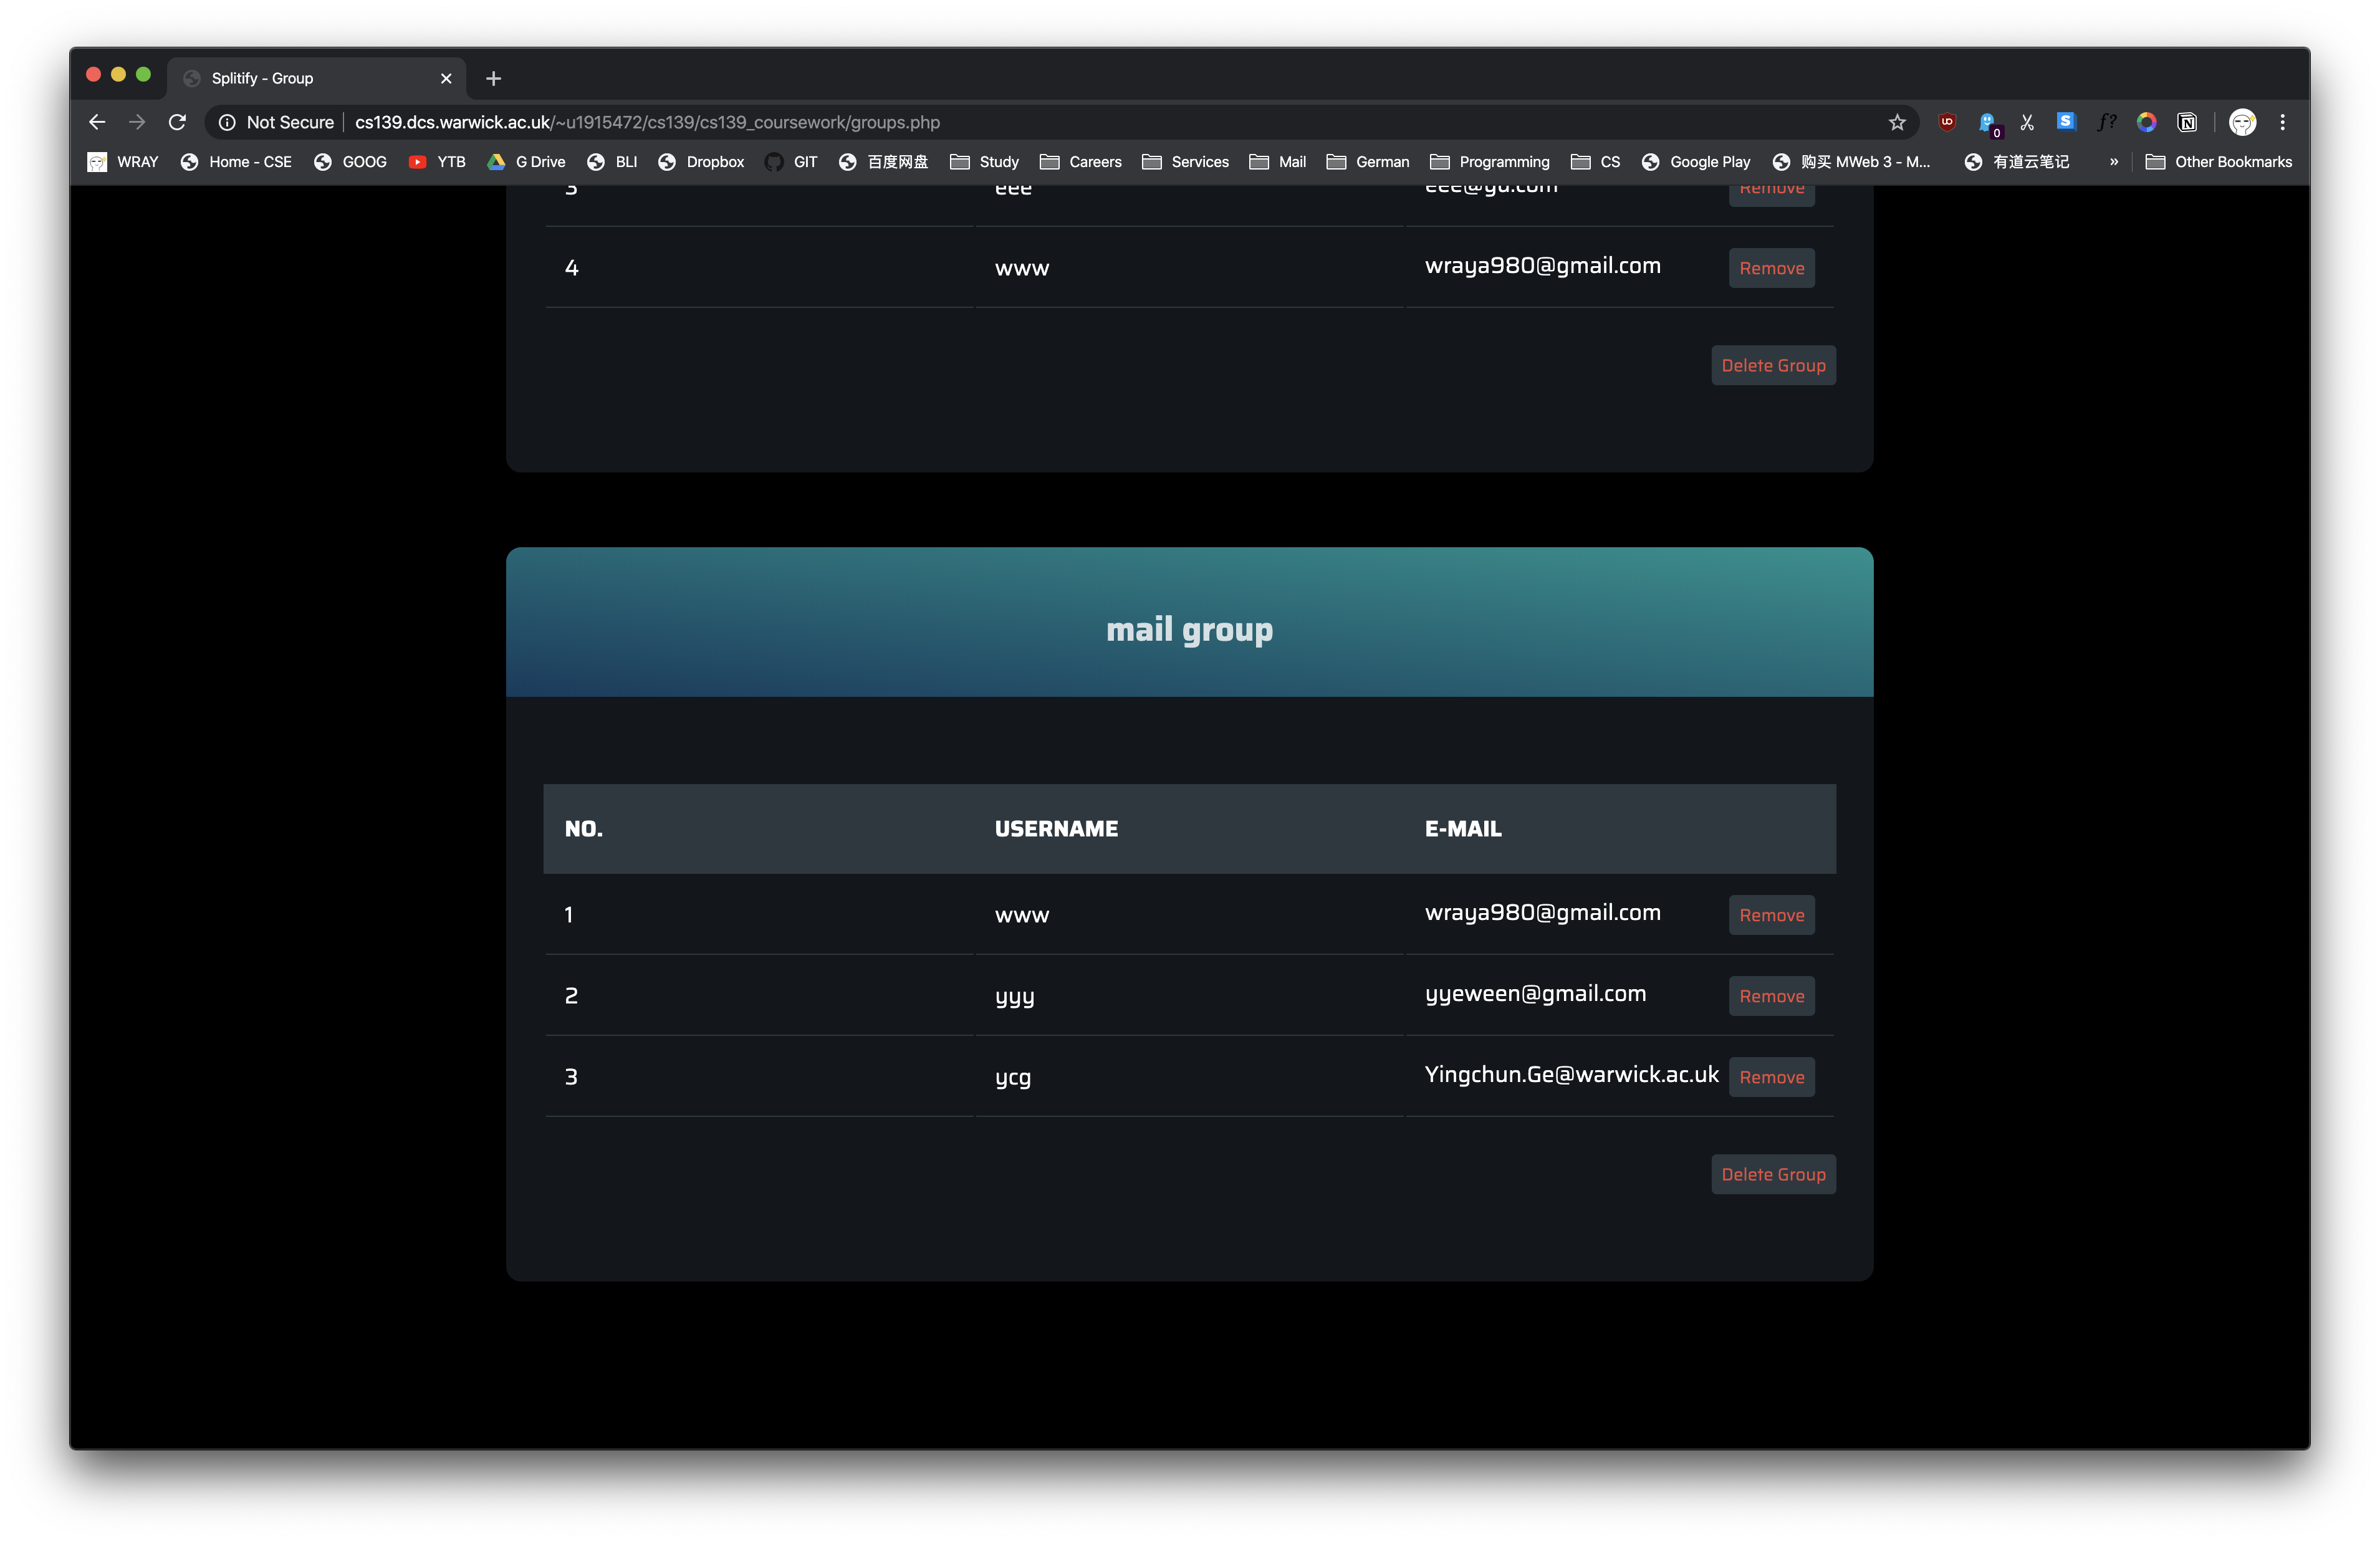 Splitify - Group
Not Secure cs139.dcs.warwick.ac.uk/~u1915472/cs139/cs139_coursework/groups.php
WRAY Home - CSE GOOG YTB G Drive BLI Dropbox GIT 百度网盘 Study Careers Services Mail German Programming CS Google Play 购买 MWeb 3 - M... 有道云笔记 » Other Bookmarks
3 eee eee@yu.com Remove
4 www wraya980@gmail.com Remove
Delete Group
mail group
NO. USERNAME E-MAIL
1 www wraya980@gmail.com Remove
2 yyy yyeween@gmail.com Remove
3 ycg Yingchun.Ge@warwick.ac.uk Remove
Delete Group